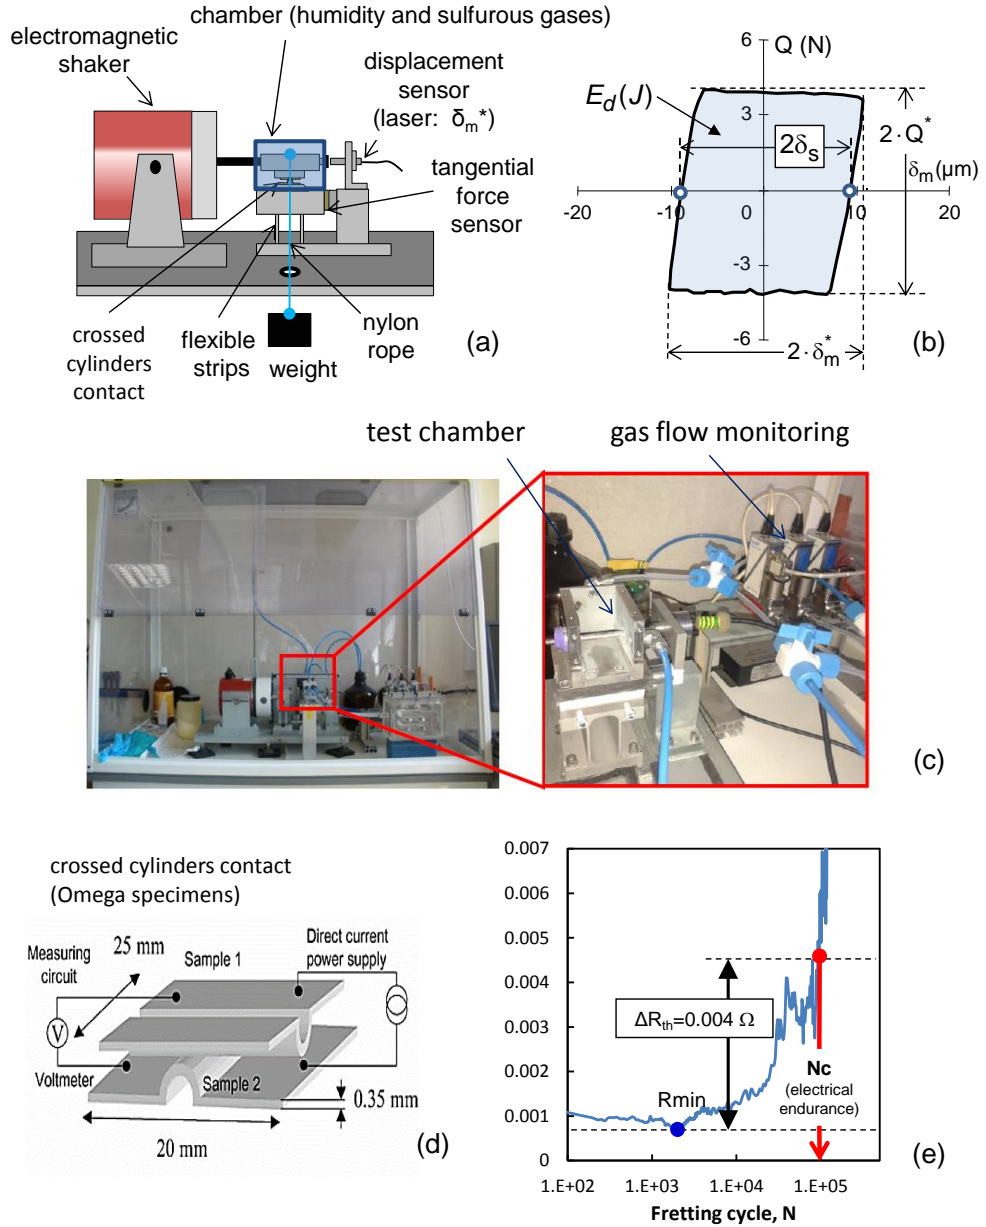 chamber (humidity and sulfurous gases)
electromagnetic
shaker
displacement
sensor
(laser: δm*)
tangential
force
sensor
crossed
cylinders
contact
flexible
strips
weight
nylon
rope
(a)
6
Q (N)
Ed(J)
3
2δs
2·Q*
δm(µm)
-20
-10
0
10
20
-3
-6
2·δm*
(b)
test chamber
gas flow monitoring
(c)
crossed cylinders contact
(Omega specimens)
Measuring
circuit
25 mm
Sample 1
Direct current
power supply
V
Voltmeter
Sample 2
0.35 mm
20 mm
(d)
0.007
0.006
0.005
0.004
0.003
0.002
0.001
0
ΔRth=0.004 Ω
Rmin
Nc
(electrical
endurance)
1.E+02
1.E+03
1.E+04
1.E+05
Fretting cycle, N
(e)